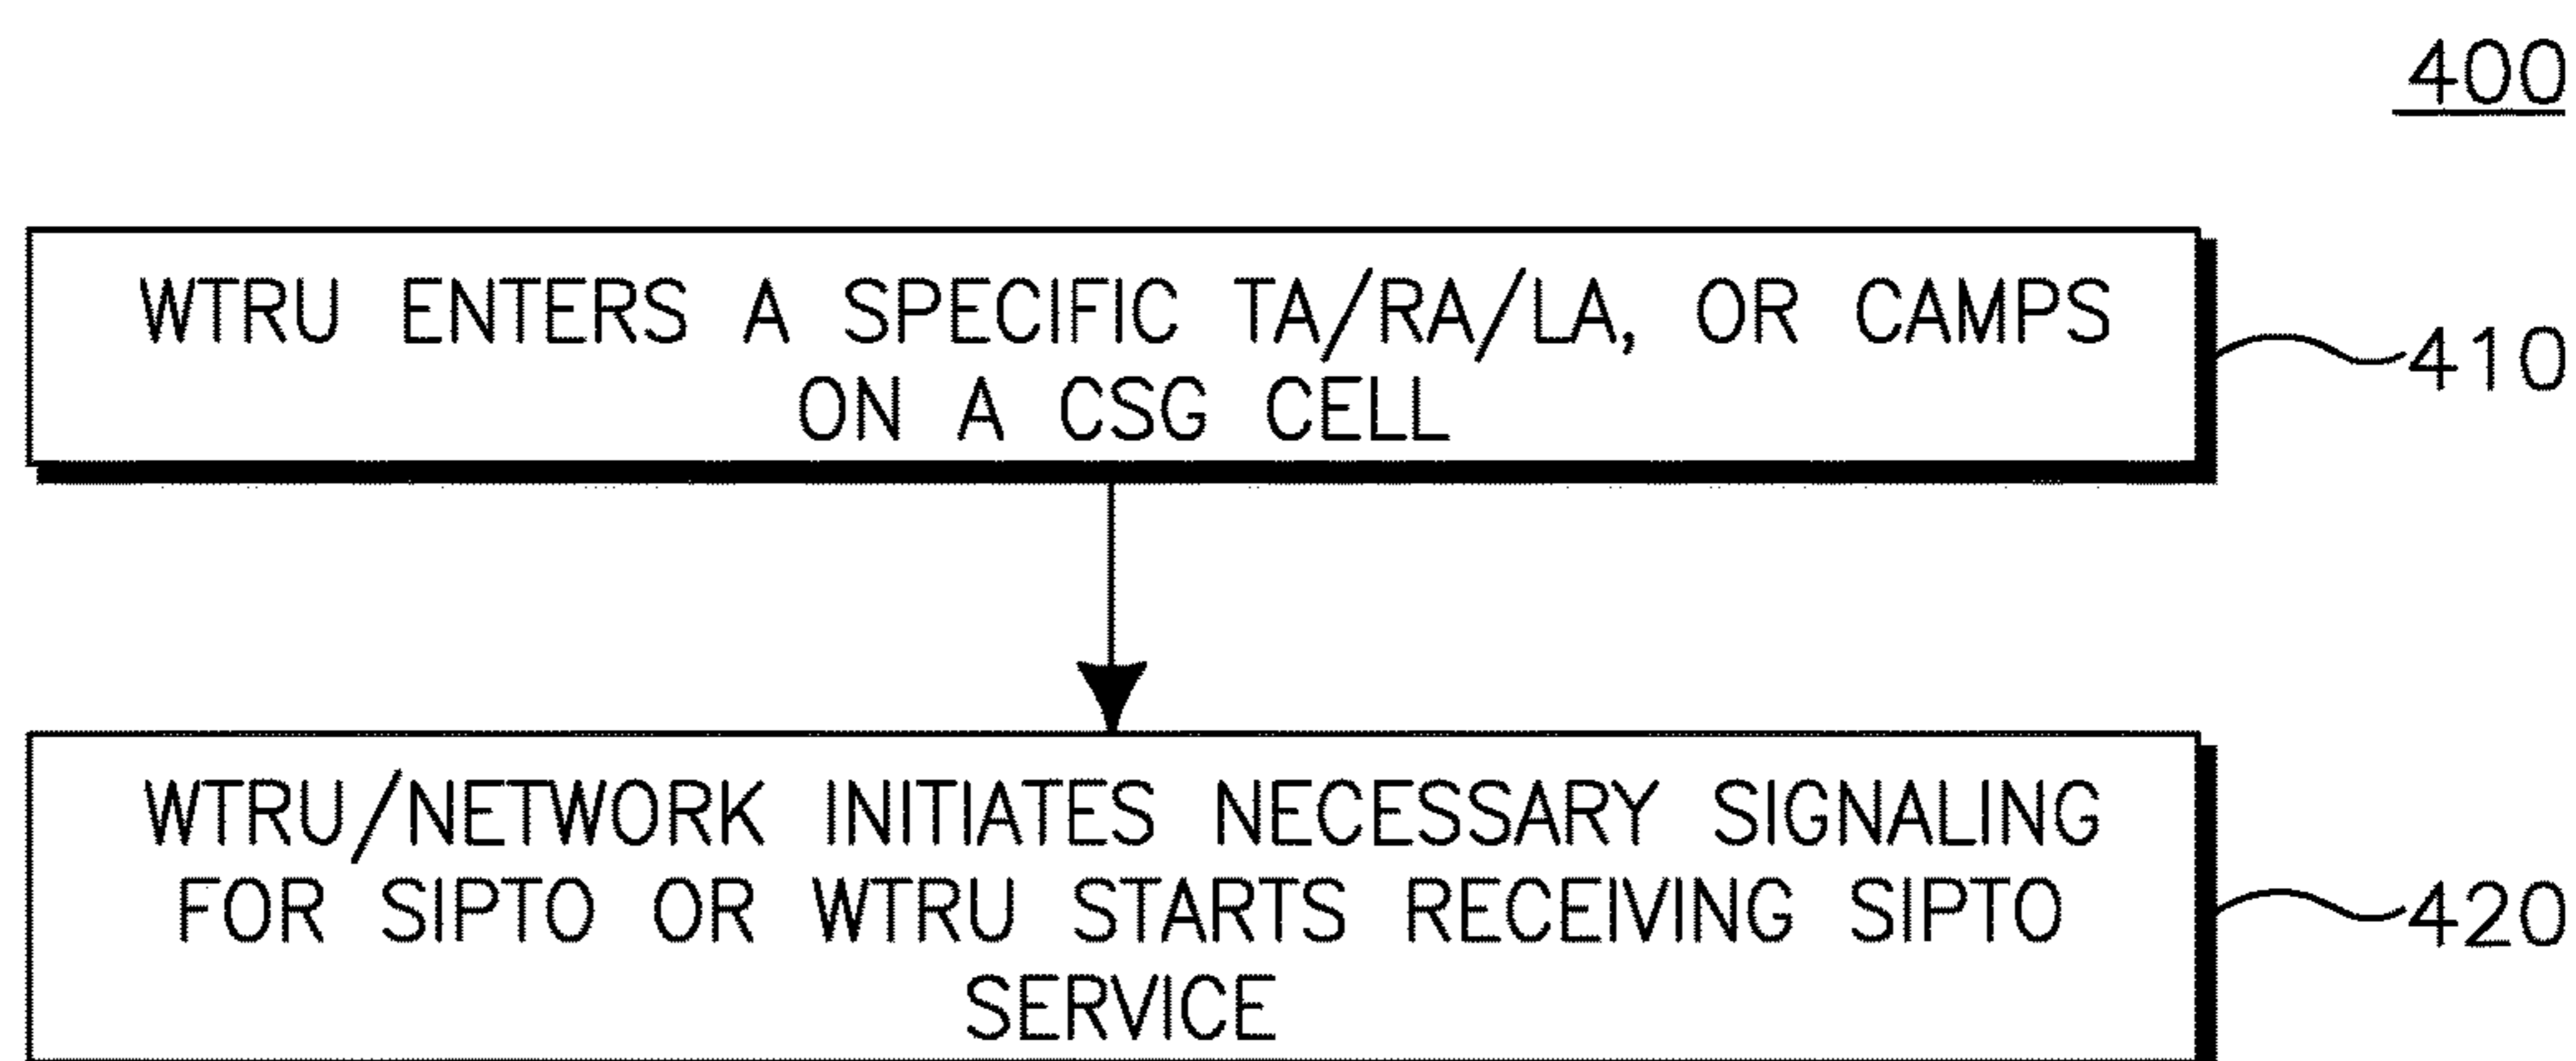 400
WTRU ENTERS A SPECIFIC TA/RA/LA, OR CAMPS
ON A CSG CELL
410
WTRU/NETWORK INITIATES NECESSARY SIGNALING
FOR SIPTO OR WTRU STARTS RECEIVING SIPTO
SERVICE
420